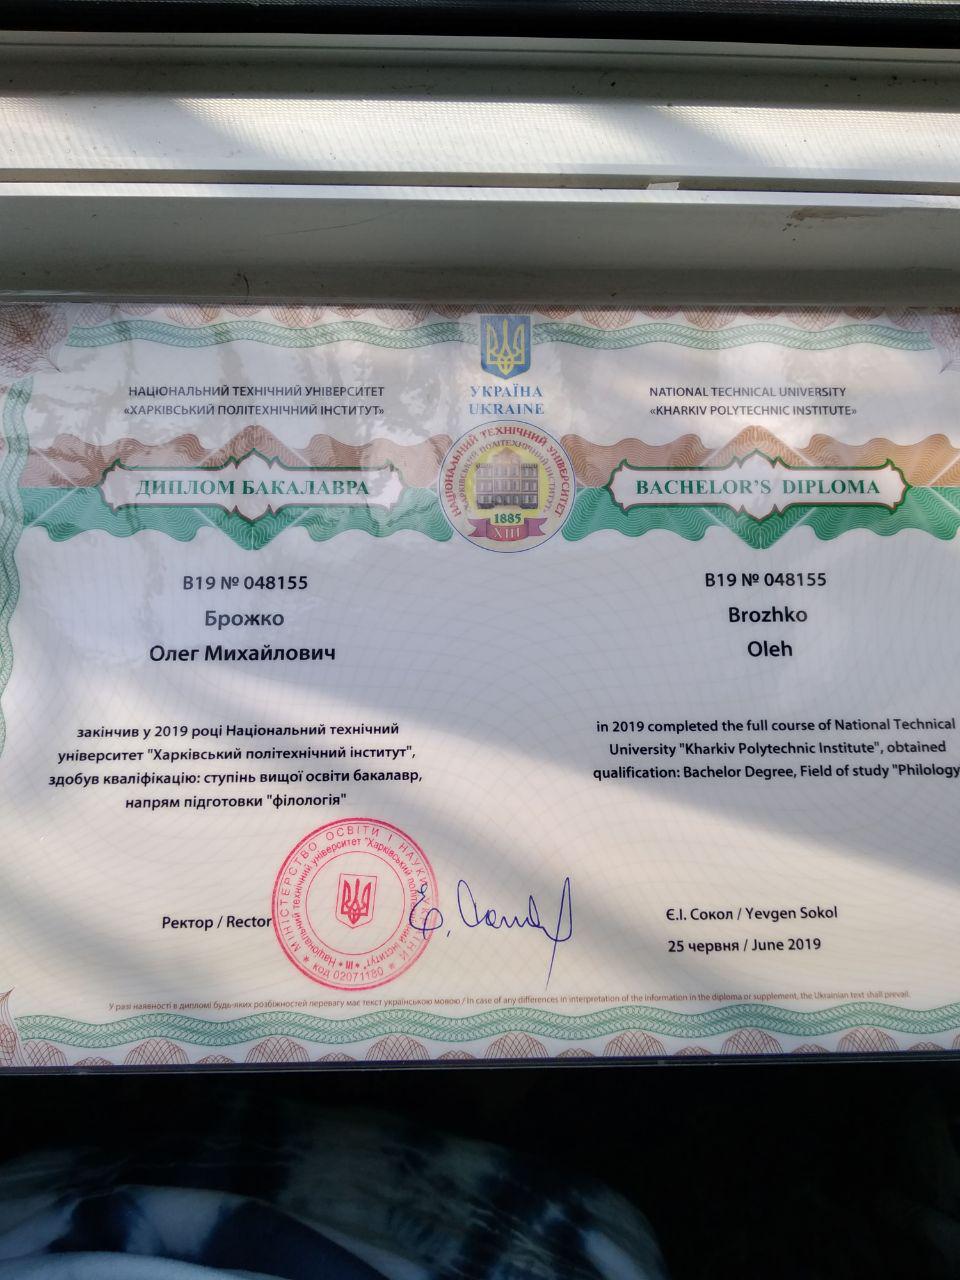 УКРАЇНА
UKRAINE
НАЦІОНАЛЬНИЙ ТЕХНІЧНИЙ УНІВЕРСИТЕТ
«ХАРКІВСЬКИЙ ПОЛІТЕХНІЧНИЙ ІНСТИТУТ»
NATIONAL TECHNICAL UNIVERSITY
«KHARKIV POLYTECHNIC INSTITUTE»
НАЦІОНАЛЬНИЙ ТЕХНІЧНИЙ УНІВЕРСИТЕТ
ХАРКІВСЬКИЙ ПОЛІТЕХНІЧНИЙ ІНСТИТУТ
1885
XIII
ДИПЛОМ БАКАЛАВРА
B19 № 048155
Брожко
Олег Михайлович
закінчив у 2019 році Національний технічний
університет "Харківський політехнічний інститут",
здобув кваліфікацію: ступінь вищої освіти бакалавр,
напрям підготовки "філологія"
BACHELOR'S DIPLOMA
B19 № 048155
Brozhko
Oleh
in 2019 completed the full course of National Technical
University "Kharkiv Polytechnic Institute", obtained
qualification: Bachelor Degree, Field of study "Philology
Ректор / Rector
МІНІСТЕРСТВО ОСВІТИ І НАУКИ УКРАЇНИ
Національний технічний університет "Харківський політехнічний інститут"
код 02071180
Є.І. Сокол / Yevgen Sokol
25 червня / June 2019
У разі наявності в дипломі будь-яких розбіжностей перевагу має текст українською мовою / In case of any differences in interpretation of the information in the diploma or supplement, the Ukrainian text shall prevail.